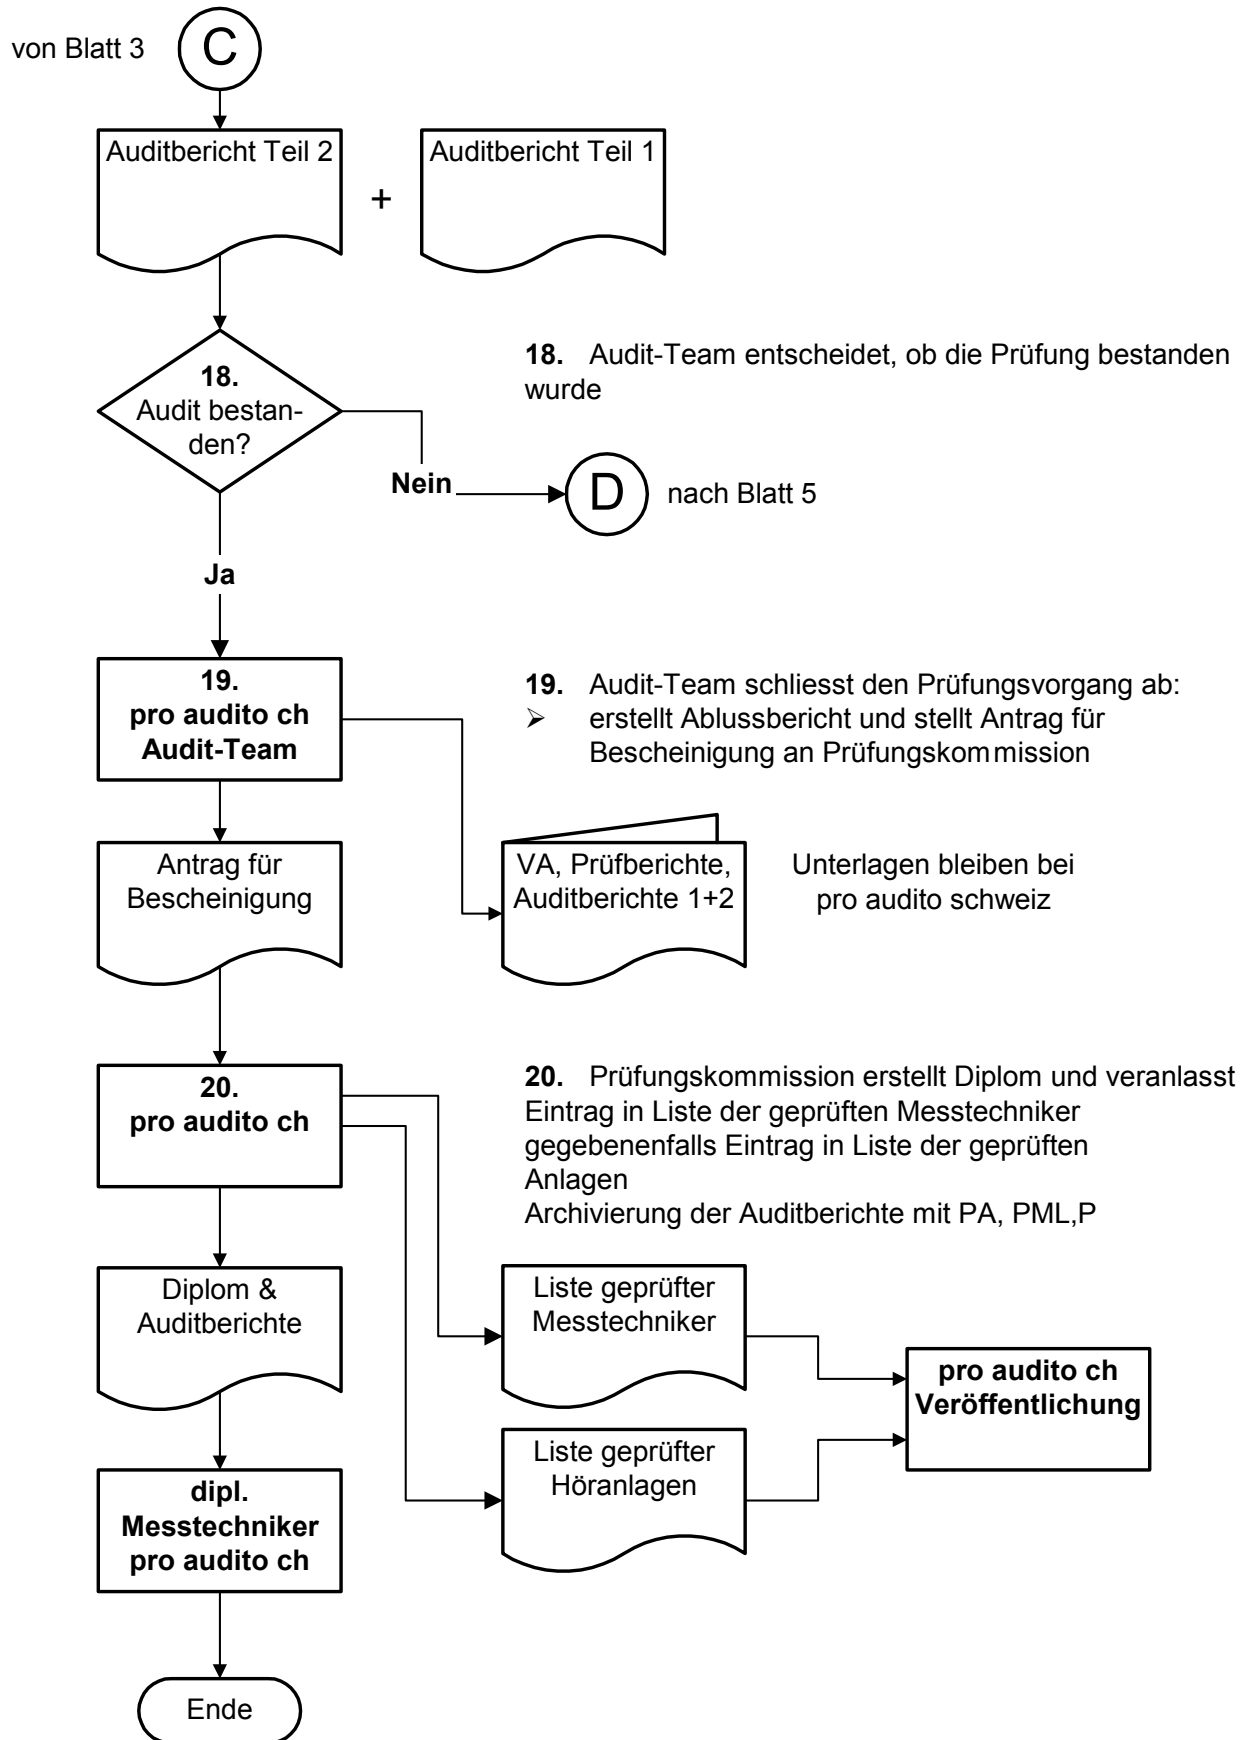 von Blatt 3
C
Auditbericht Teil 2
+
Auditbericht Teil 1
18.
Audit bestan-
den?
18. Audit-Team entscheidet, ob die Prüfung bestanden
wurde
Nein
D
nach Blatt 5
Ja
19.
pro audito ch
Audit-Team
19. Audit-Team schliesst den Prüfungsvorgang ab:
➢ erstellt Ablussbericht und stellt Antrag für
Bescheinigung an Prüfungskommission
Antrag für
Bescheinigung
VA, Prüfberichte,
Auditberichte 1+2
Unterlagen bleiben bei
pro audito schweiz
20.
pro audito ch
20. Prüfungskommission erstellt Diplom und veranlasst
Eintrag in Liste der geprüften Messtechniker
gegebenenfalls Eintrag in Liste der geprüften
Anlagen
Archivierung der Auditberichte mit PA, PML,P
Diplom &
Auditberichte
Liste geprüfter
Messtechniker
pro audito ch
Veröffentlichung
Liste geprüfter
Höranlagen
dipl.
Messtechniker
pro audito ch
Ende